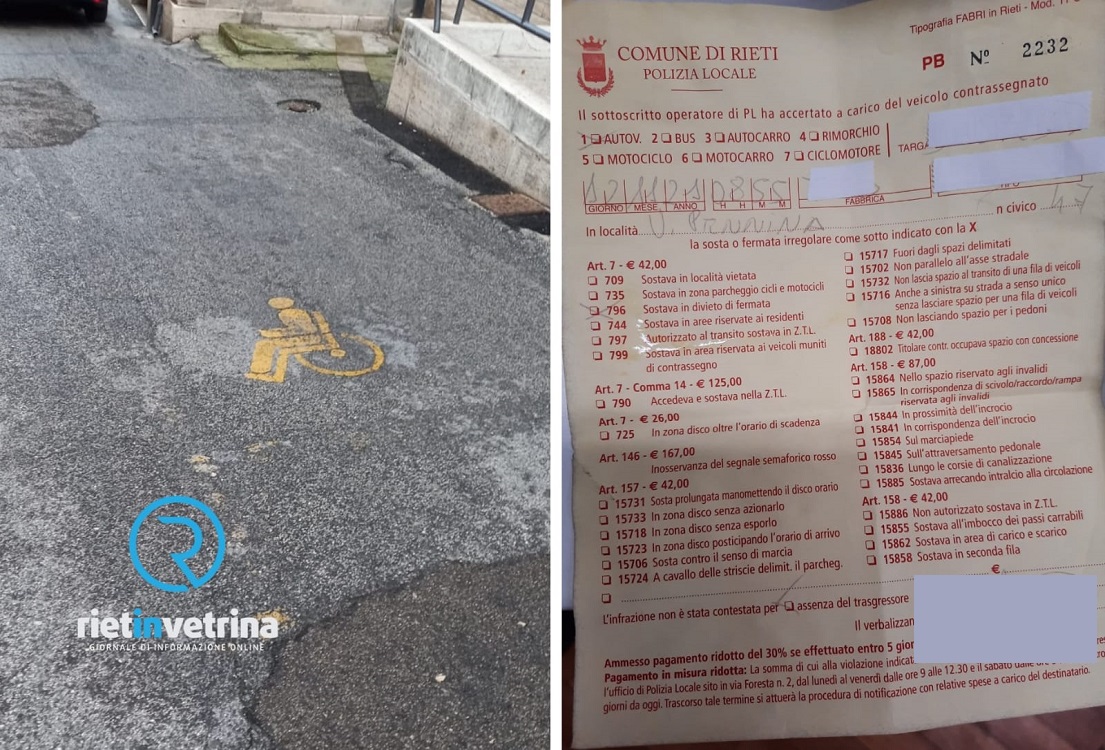 rietinvetrina
GIORNALE DI INFORMAZIONE ONLINE
Tipografia FABRI in Rieti - Mod.
COMUNE DI RIETI
POLIZIA LOCALE
PB Nº 2232
Il sottoscritto operatore di PL ha accertato a carico del veicolo contrassegnato
1 ❏ AUTOV. 2 ❏ BUS 3 ❏ AUTOCARRO 4 ❏ RIMORCHIO
5 ❏ MOTOCICLO 6 ❏ MOTOCARRO 7 ❏ CICLOMOTORE
TARGA
GIORNO MESE ANNO H H M M FABBRICA TIPO
In località V. PENNINA n civico 47
la sosta o fermata irregolare come sotto indicato con la X
Art. 7 - € 42,00
❏ 709 Sostava in località vietata
❏ 735 Sostava in zona parcheggio cicli e motocicli
❏ 796 Sostava in divieto di fermata
❏ 744 Sostava in aree riservate ai residenti
❏ 797 Autorizzato al transito sostava in Z.T.L.
❏ 799 Sostava in area riservata ai veicoli muniti
di contrassegno
Art. 7 - Comma 14 - € 125,00
❏ 790 Accedeva e sostava nella Z.T.L.
Art. 7 - € 26,00
❏ 725 In zona disco oltre l'orario di scadenza
Art. 146 - € 167,00
Inosservanza del segnale semaforico rosso
Art. 157 - € 42,00
❏ 15731 Sosta prolungata manomettendo il disco orario
❏ 15733 In zona disco senza azionarlo
❏ 15718 In zona disco senza esporlo
❏ 15723 In zona disco posticipando l'orario di arrivo
❏ 15706 Sosta contro il senso di marcia
❏ 15724 A cavallo delle striscie delimit. il parcheg.
❏
❏ 15717 Fuori dagli spazi delimitati
❏ 15702 Non parallelo all'asse stradale
❏ 15732 Non lascia spazio al transito di una fila di veicoli
❏ 15716 Anche a sinistra su strada a senso unico
senza lasciare spazio per una fila di veicoli
❏ 15708 Non lasciando spazio per i pedoni
Art. 188 - € 42,00
❏ 18802 Titolare contr. occupava spazio con concessione
Art. 158 - € 87,00
❏ 15864 Nello spazio riservato agli invalidi
❏ 15865 In corrispondenza di scivolo/raccordo/rampa
riservata agli invalidi
❏ 15844 In prossimità dell'incrocio
❏ 15841 In corrispondenza dell'incrocio
❏ 15854 Sul marciapiede
❏ 15845 Sull'attraversamento pedonale
❏ 15836 Lungo le corsie di canalizzazione
❏ 15885 Sostava arrecando intralcio alla circolazione
Art. 158 - € 42,00
❏ 15886 Non autorizzato sostava in Z.T.L.
❏ 15855 Sostava all'imbocco dei passi carrabili
❏ 15862 Sostava in area di carico e scarico
❏ 15858 Sostava in seconda fila
€
L'infrazione non è stata contestata per ❏ assenza del trasgressore
Il verbalizzan
Ammesso pagamento ridotto del 30% se effettuato entro 5 gior
Pagamento in misura ridotta: La somma di cui alla violazione indicat
l'ufficio di Polizia Locale sito in via Foresta n. 2, dal lunedì al venerdì dalle ore 9 alle 12.30 e il sabato dalle ore
giorni da oggi. Trascorso tale termine si attuerà la procedura di notificazione con relative spese a carico del destinatario.